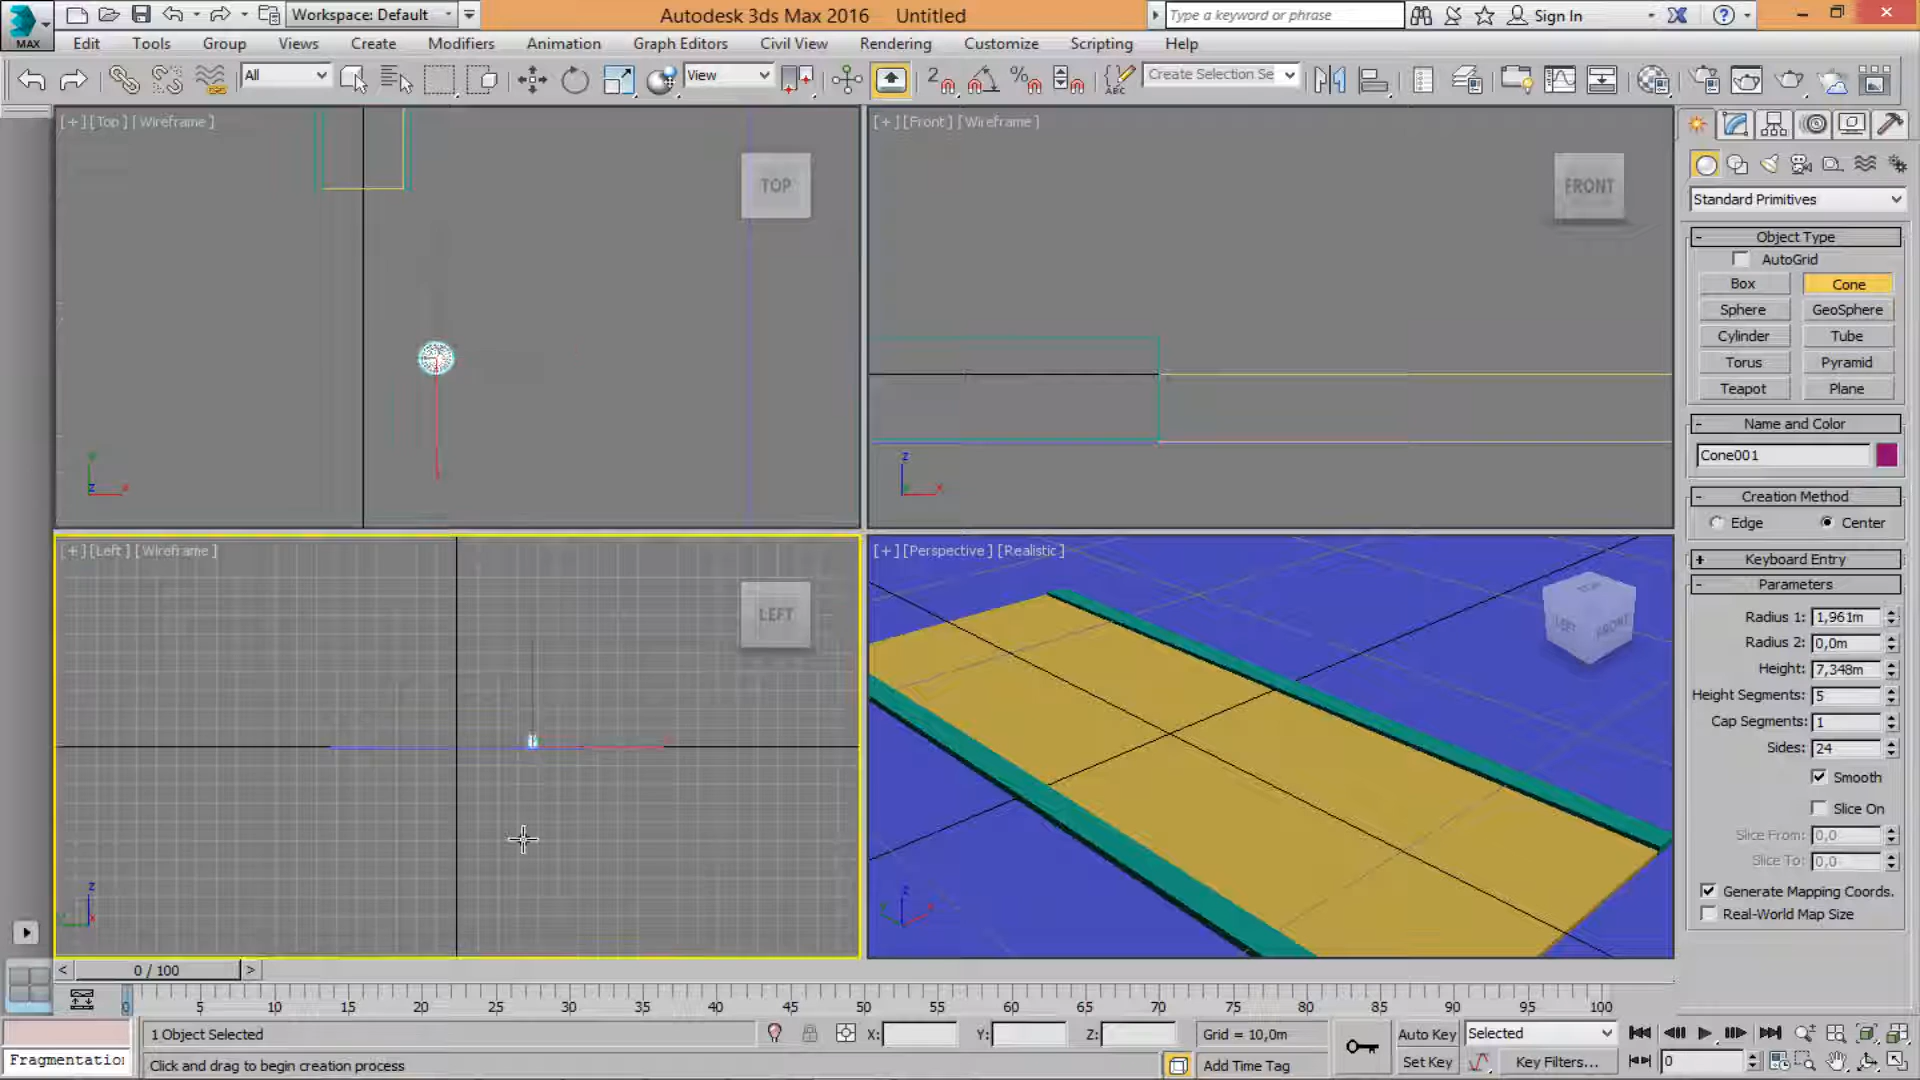 MAX
Workspace: Default
Autodesk 3ds Max 2016 Untitled
Type a keyword or phrase
Sign In
Edit Tools Group Views Create Modifiers Animation Graph Editors Civil View Rendering Customize Scripting Help
All
View
ABC
Create Selection Se
[+][Top][Wireframe]
TOP
[+][Front][Wireframe]
FRONT
[+][Left][Wireframe]
LEFT
[+][Perspective][Realistic]
LEFT FRONT
Standard Primitives
Object Type
AutoGrid
Box Cone
Sphere GeoSphere
Cylinder Tube
Torus Pyramid
Teapot Plane
Name and Color
Cone001
Creation Method
Edge Center
Keyboard Entry
Parameters
Radius 1: 1,961m
Radius 2: 0,0m
Height: 7,348m
Height Segments: 5
Cap Segments: 1
Sides: 24
Smooth
Slice On
Slice From: 0,0
Slice To: 0,0
Generate Mapping Coords.
Real-World Map Size
< 0 / 100 >
0 5 10 15 20 25 30 35 40 45 50 55 60 65 70 75 80 85 90 95 100
1 Object Selected
X: Y: Z:
Grid = 10,0m
Auto Key
Selected
Fragmentation
Click and drag to begin creation process
Add Time Tag
Set Key
Key Filters...
0